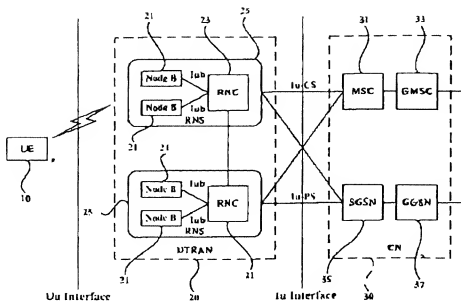 21
23
25
31
33
Node B
Iub
RNC
Iu-CS
MSC
GMSC
Node B
Iub
RNS
21
UE
10
21
Node B
Iub
RNC
Iu-PS
SGSN
GGSN
Node B
Iub
RNS
25
UTRAN
CN
21
20
21
35
30
37
Uu Interface
Iu Interface